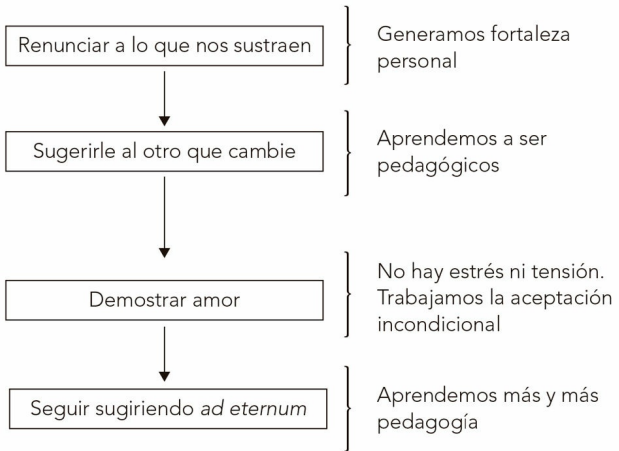 Renunciar a lo que nos sustraen
Generamos fortaleza
personal
Sugerirle al otro que cambie
Aprendemos a ser
pedagógicos
Demostrar amor
No hay estrés ni tensión.
Trabajamos la aceptación
incondicional
Seguir sugiriendo ad eternum
Aprendemos más y más
pedagogía